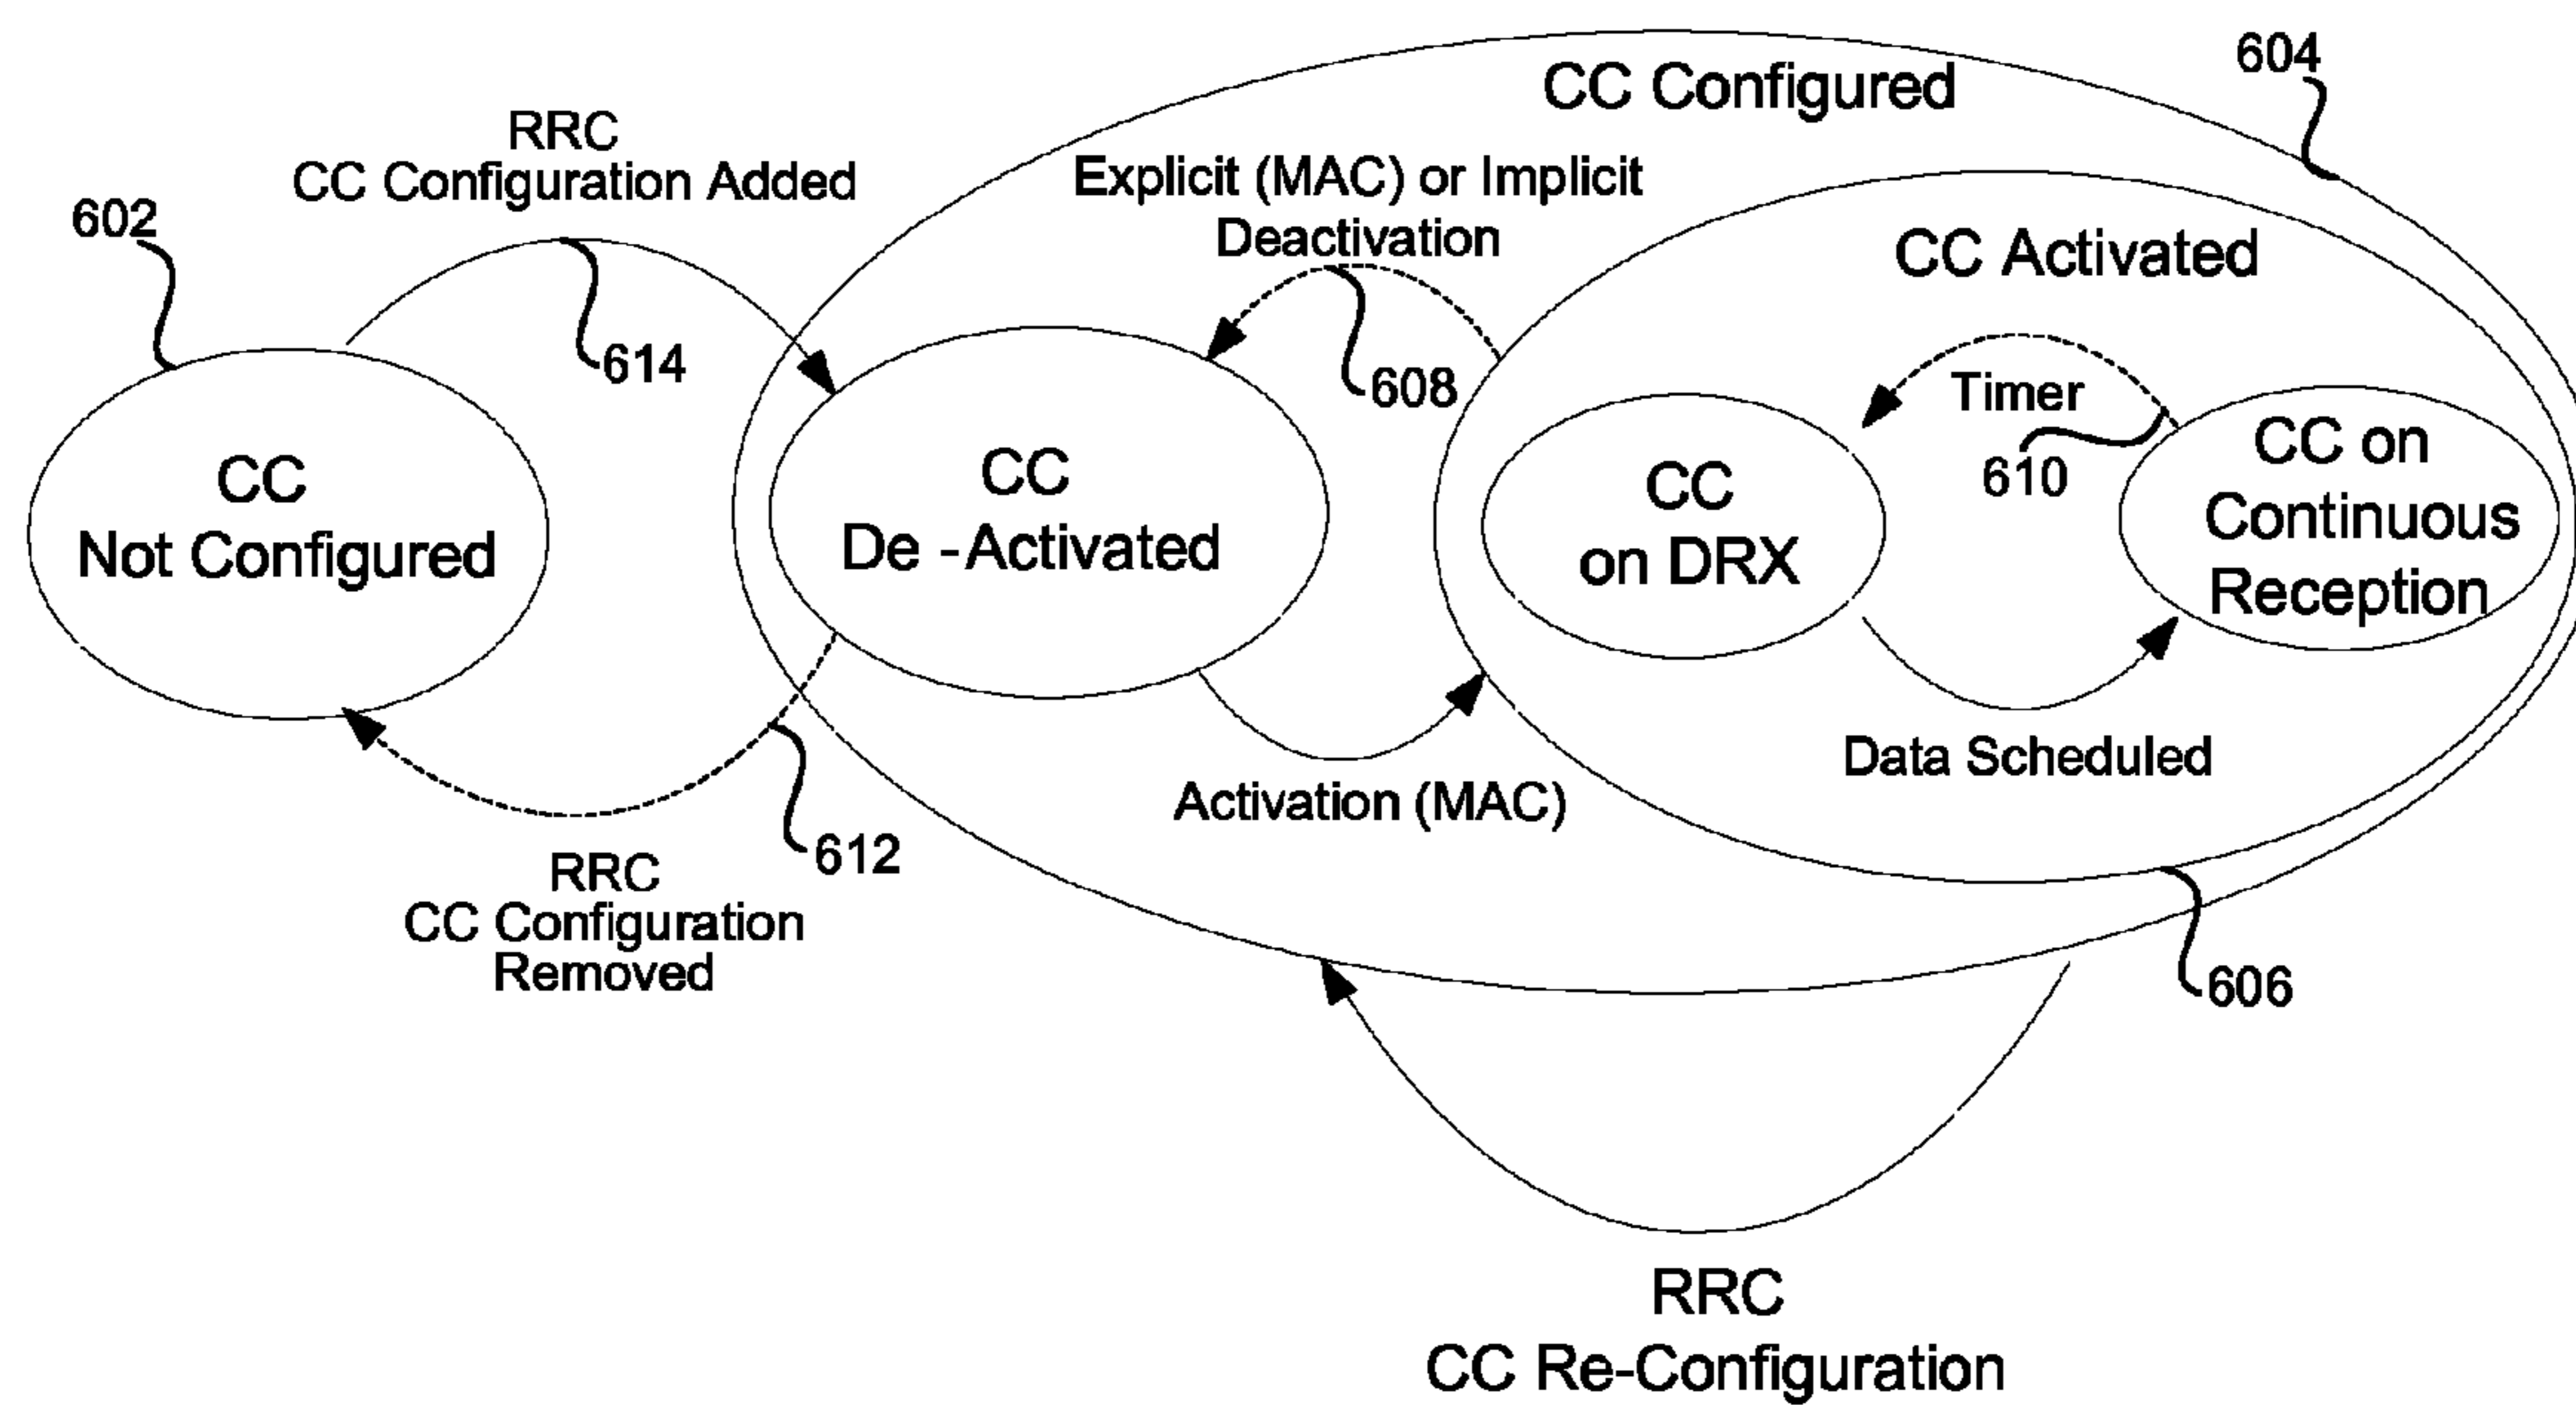 604
CC Configured
RRC
CC Configuration Added
Explicit (MAC) or Implicit
Deactivation
602
CC Activated
614
608
Timer
610
CC
Not Configured
CC
De -Activated
CC
on DRX
CC on
Continuous
Reception
Data Scheduled
Activation (MAC)
612
RRC
CC Configuration
Removed
606
RRC
CC Re-Configuration